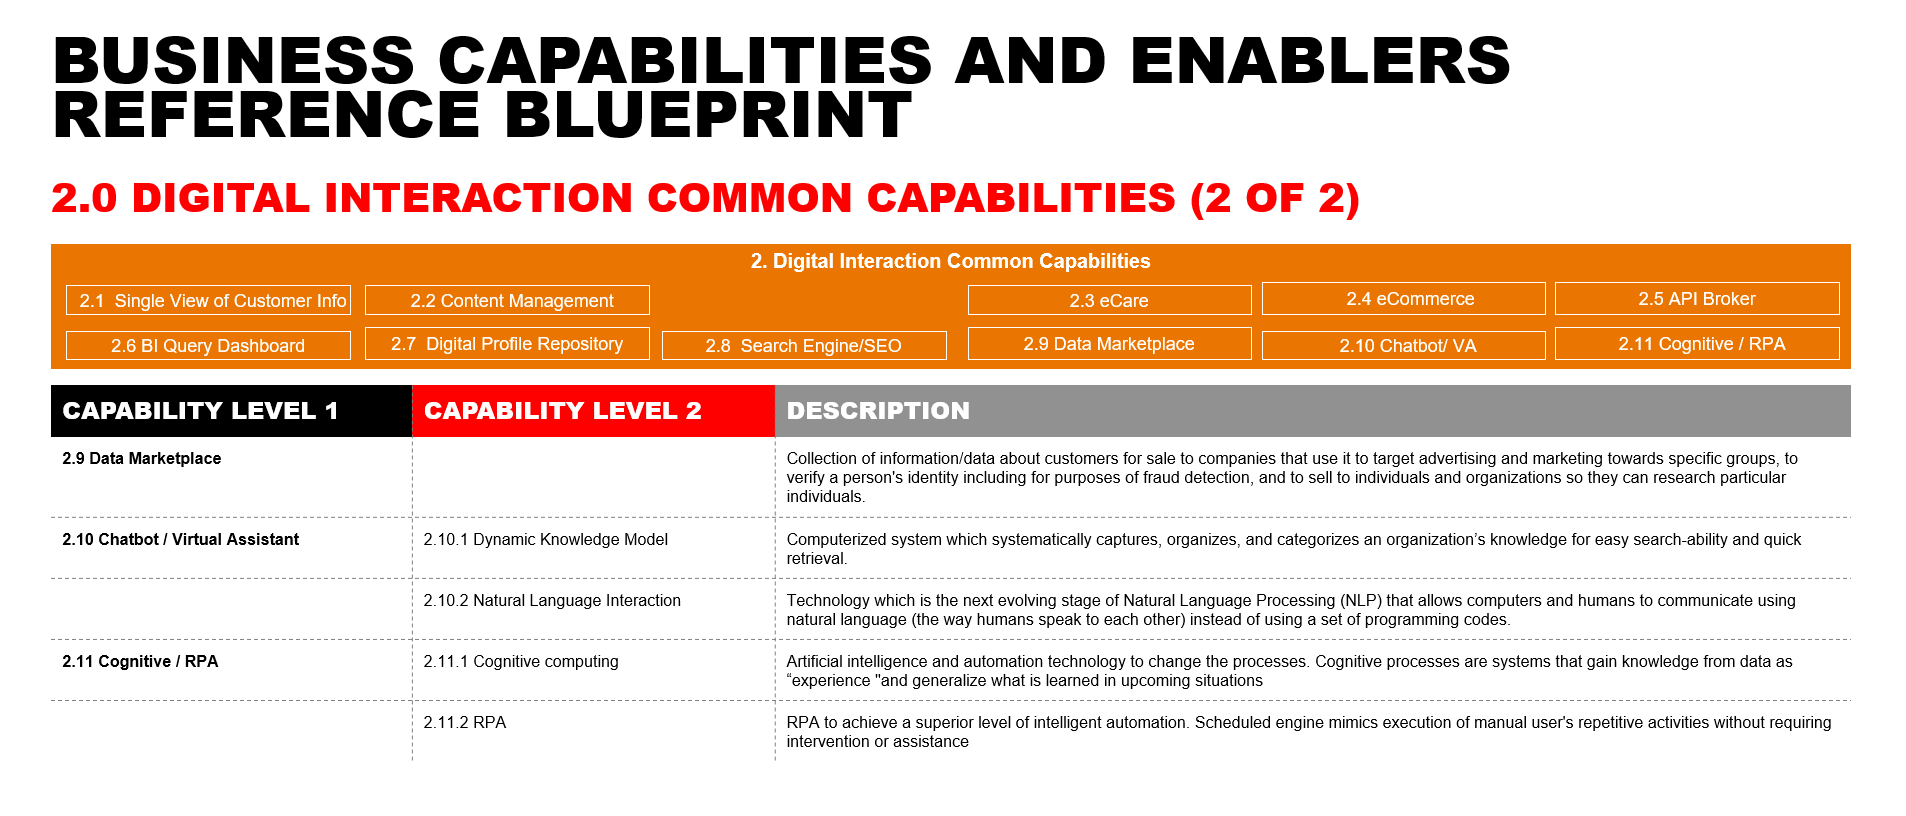 BUSINESS CAPABILITIES AND ENABLERS
REFERENCE BLUEPRINT
2.0 DIGITAL INTERACTION COMMON CAPABILITIES (2 OF 2)
2. Digital Interaction Common Capabilities
2.1  Single View of Customer Info
2.2 Content Management
2.3 eCare
2.4 eCommerce
2.5 API Broker
2.6 BI Query Dashboard
2.7  Digital Profile Repository
2.8  Search Engine/SEO
2.9 Data Marketplace
2.10 Chatbot/ VA
2.11 Cognitive / RPA
CAPABILITY LEVEL 1
CAPABILITY LEVEL 2
DESCRIPTION
2.9 Data Marketplace
Collection of information/data about customers for sale to companies that use it to target advertising and marketing towards specific groups, to
verify a person's identity including for purposes of fraud detection, and to sell to individuals and organizations so they can research particular
individuals.
2.10 Chatbot / Virtual Assistant
2.10.1 Dynamic Knowledge Model
Computerized system which systematically captures, organizes, and categorizes an organization’s knowledge for easy search-ability and quick
retrieval.
2.10.2 Natural Language Interaction
Technology which is the next evolving stage of Natural Language Processing (NLP) that allows computers and humans to communicate using
natural language (the way humans speak to each other) instead of using a set of programming codes.
2.11 Cognitive / RPA
2.11.1 Cognitive computing
Artificial intelligence and automation technology to change the processes. Cognitive processes are systems that gain knowledge from data as
“experience "and generalize what is learned in upcoming situations
2.11.2 RPA
RPA to achieve a superior level of intelligent automation. Scheduled engine mimics execution of manual user's repetitive activities without requiring
intervention or assistance